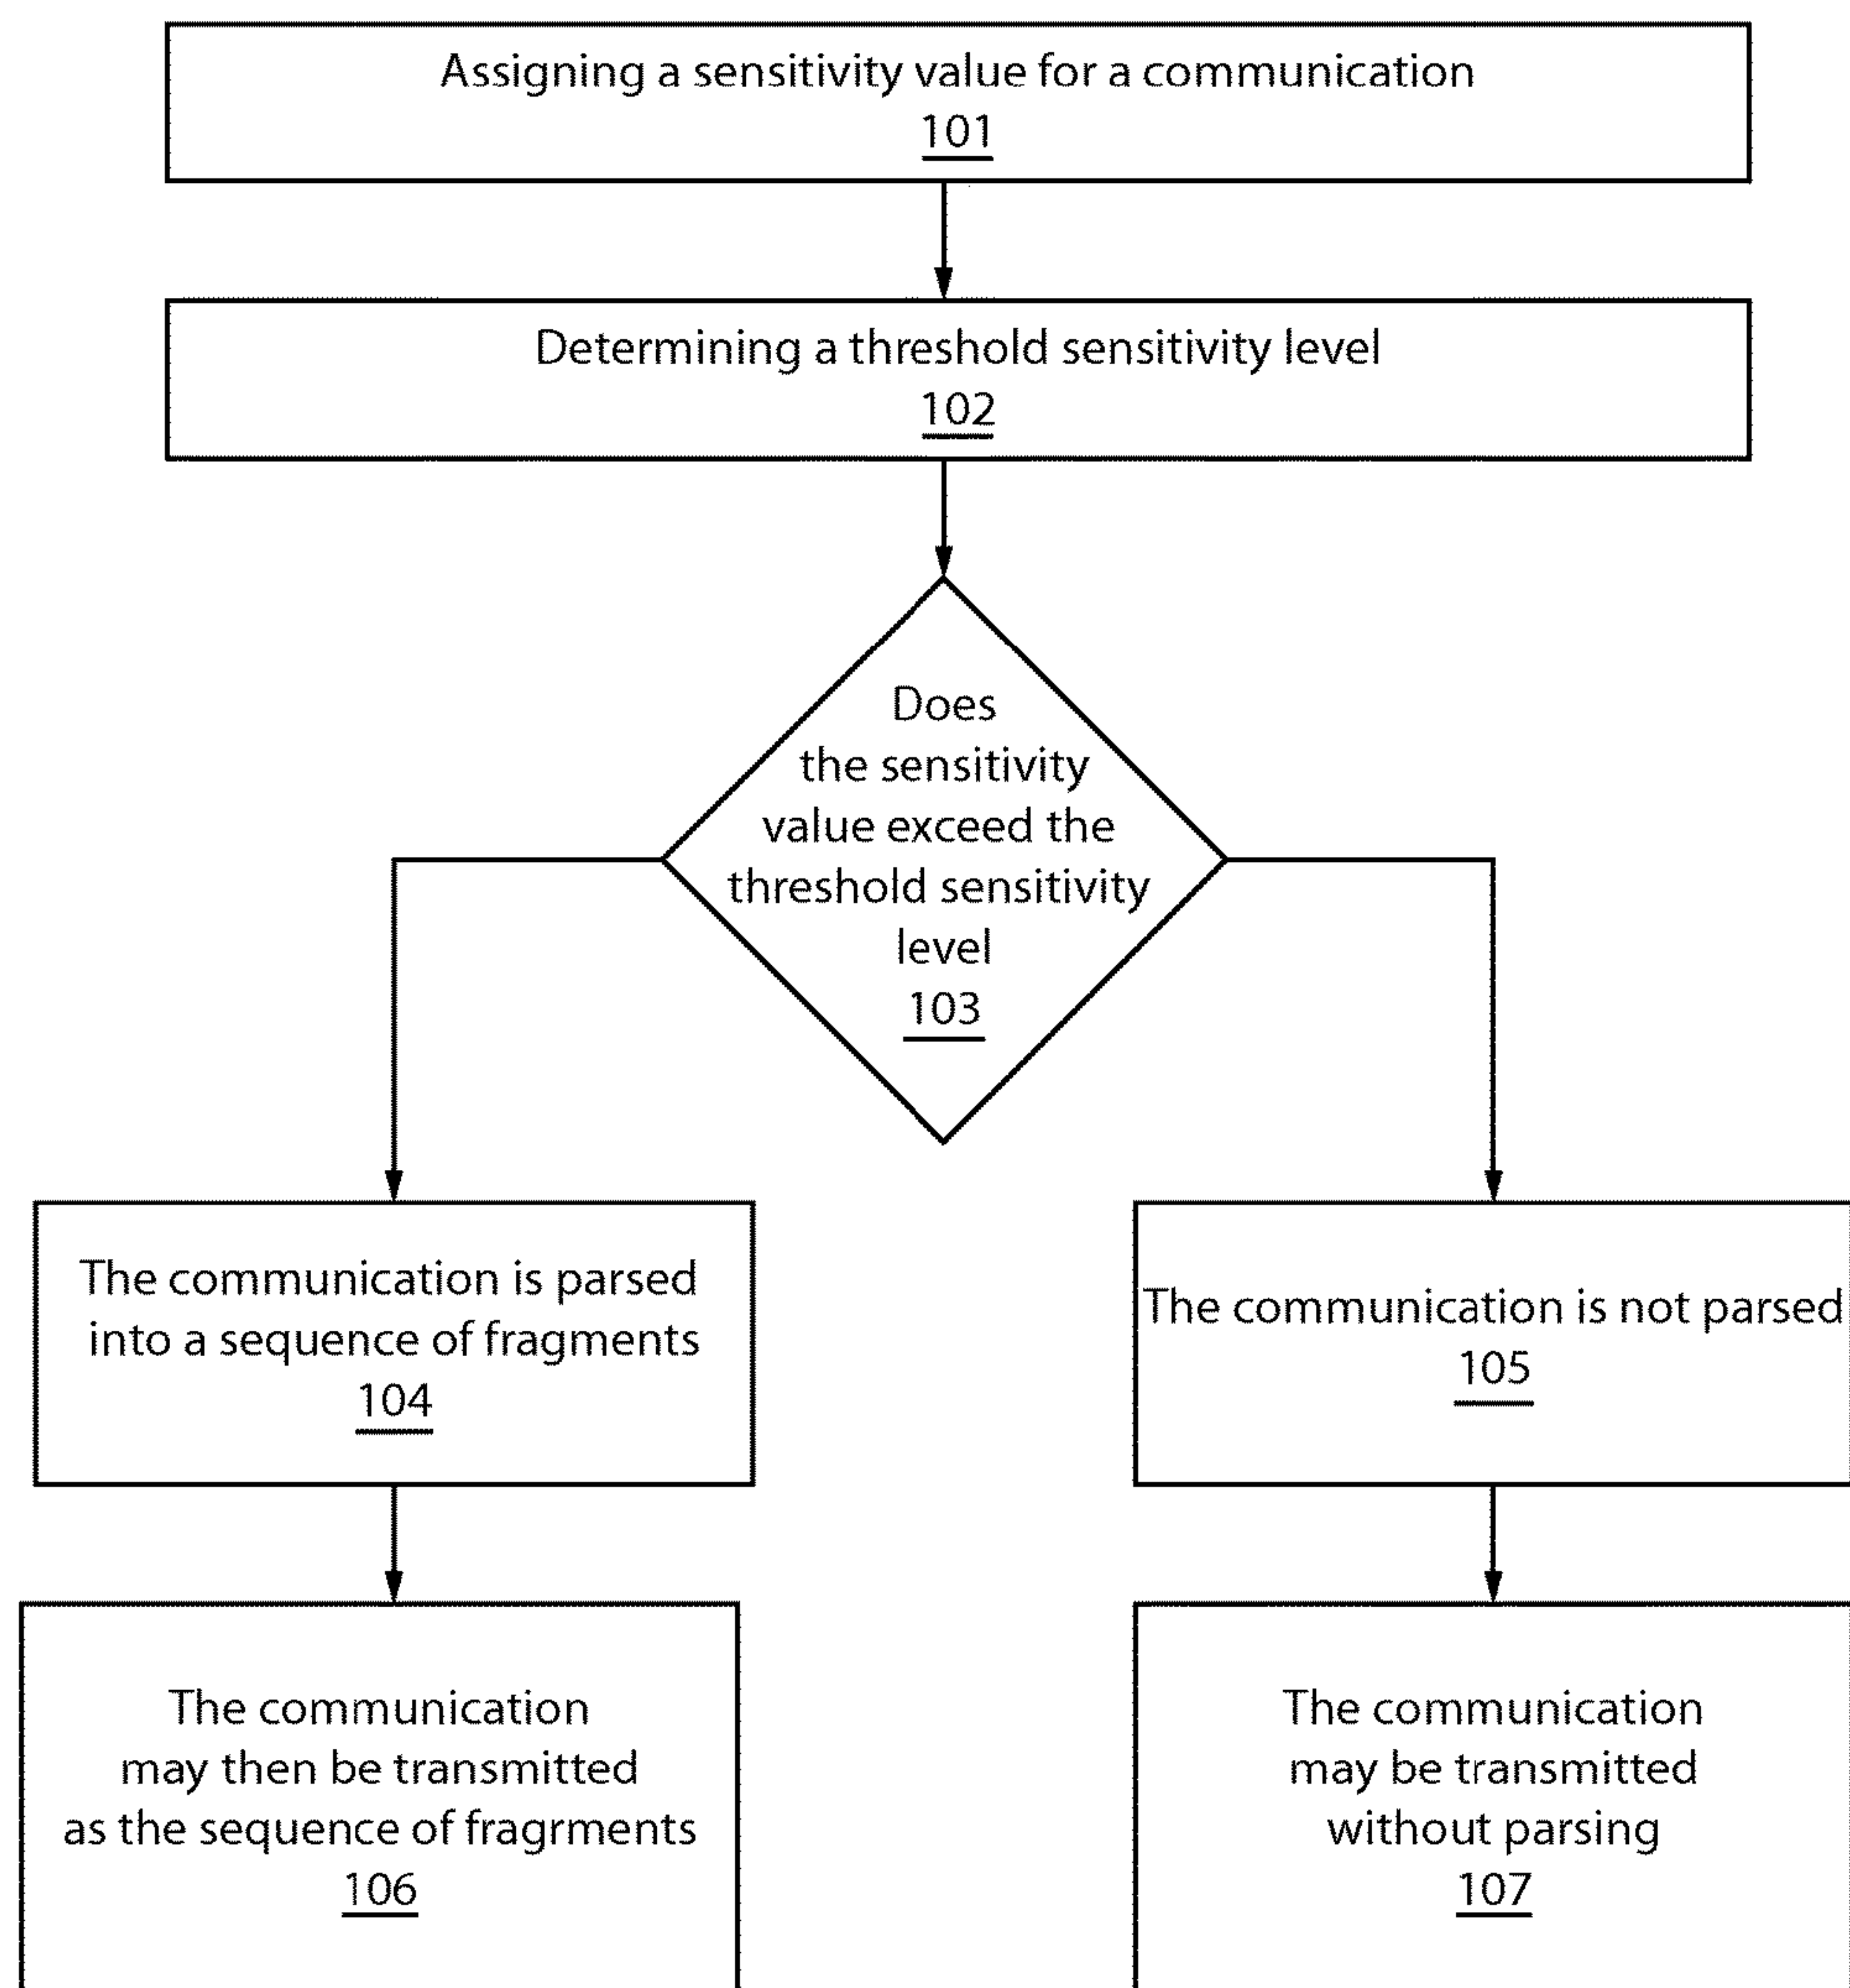 Assigning a sensitivity value for a communication
101
Determining a threshold sensitivity level
102
Does
the sensitivity
value exceed the
threshold sensitivity
level
103
The communication is parsed
into a sequence of fragments
104
The communication is not parsed
105
The communication
may then be transmitted
as the sequence of fragrments
106
The communication
may be transmitted
without parsing
107